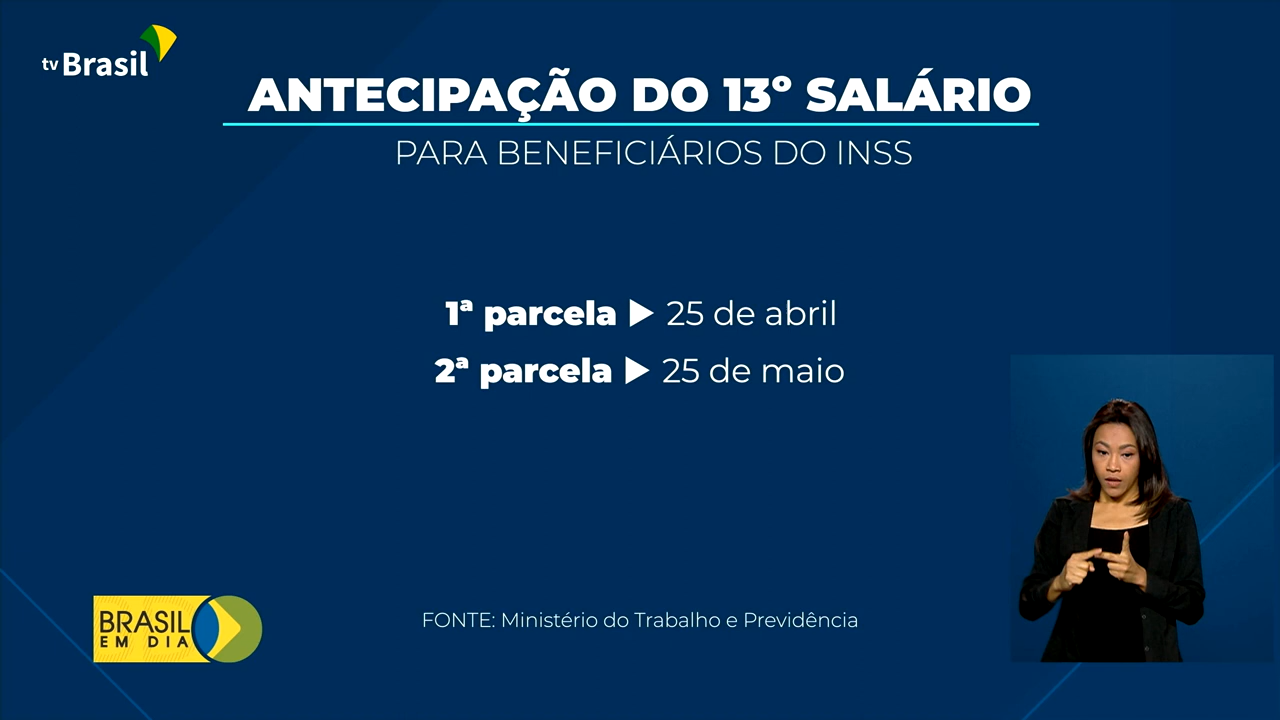 tv Brasil
ANTECIPAÇÃO DO 13º SALÁRIO
PARA BENEFICIÁRIOS DO INSS
1ª parcela ▶ 25 de abril
2ª parcela ▶ 25 de maio
BRASIL
EM DIA
FONTE: Ministério do Trabalho e Previdência